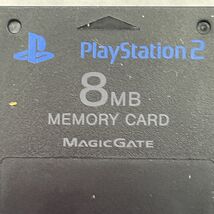 PlayStation 2
8MB
MEMORY CARD
MAGICGATE